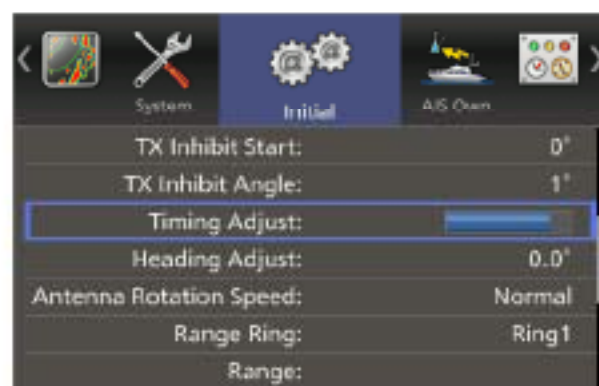 System
Initial
AIS Own
TX Inhibit Start: 0°
TX Inhibit Angle: 1°
Timing Adjust:
Heading Adjust: 0.0°
Antenna Rotation Speed: Normal
Range Ring: Ring1
Range: